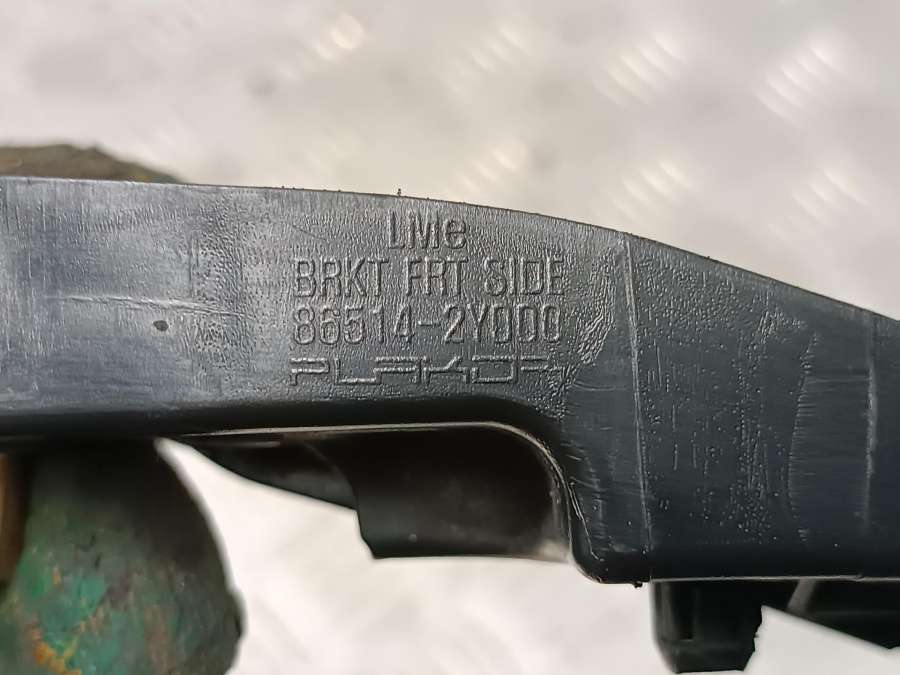 LMe
BRKT FRT SIDE
86514-2Y000
PLAKOR